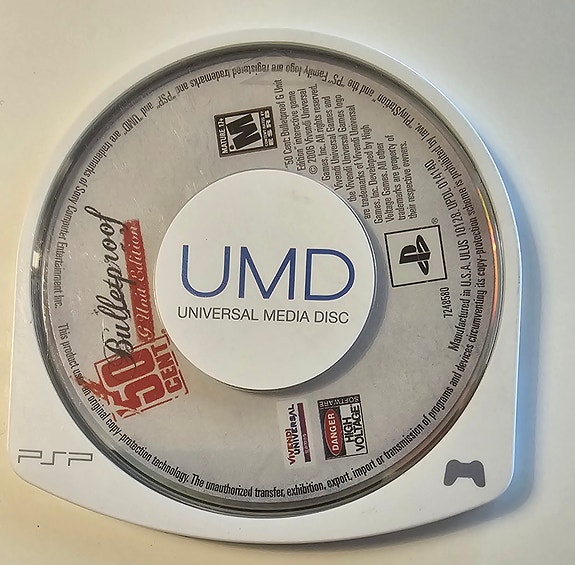 "PlayStation" and the "PS" Family logo are registered trademarks and "PSP" and "UMD" are trademarks of Sony Computer Entertainment Inc.
MATURE 17+
M
ESRB
"50 Cent: Bulletproof G Unit
Edition" interactive game
© 2006 Vivendi Universal
Games, Inc. All rights reserved.
Vivendi Universal Games and
the Vivendi Universal Games logo
are trademarks of Vivendi Universal
Games, Inc. Developed by High
Voltage Games. All other
trademarks are property of
their respective owners.
Bulletproof
G Unit Edition
50
CENT
UMD
UNIVERSAL MEDIA DISC
®
72A8580
Manufactured in U.S.A. ULUS 10128
VIVENDI
UNIVERSAL
games
DANGER
HIGH
VOLTAGE
SOFTWARE
This product uses an original copy-protection technology. The unauthorized transfer, exhibition, export, import or transmission of programs and devices circumventing its copy-protection scheme is prohibited by law.
PSP